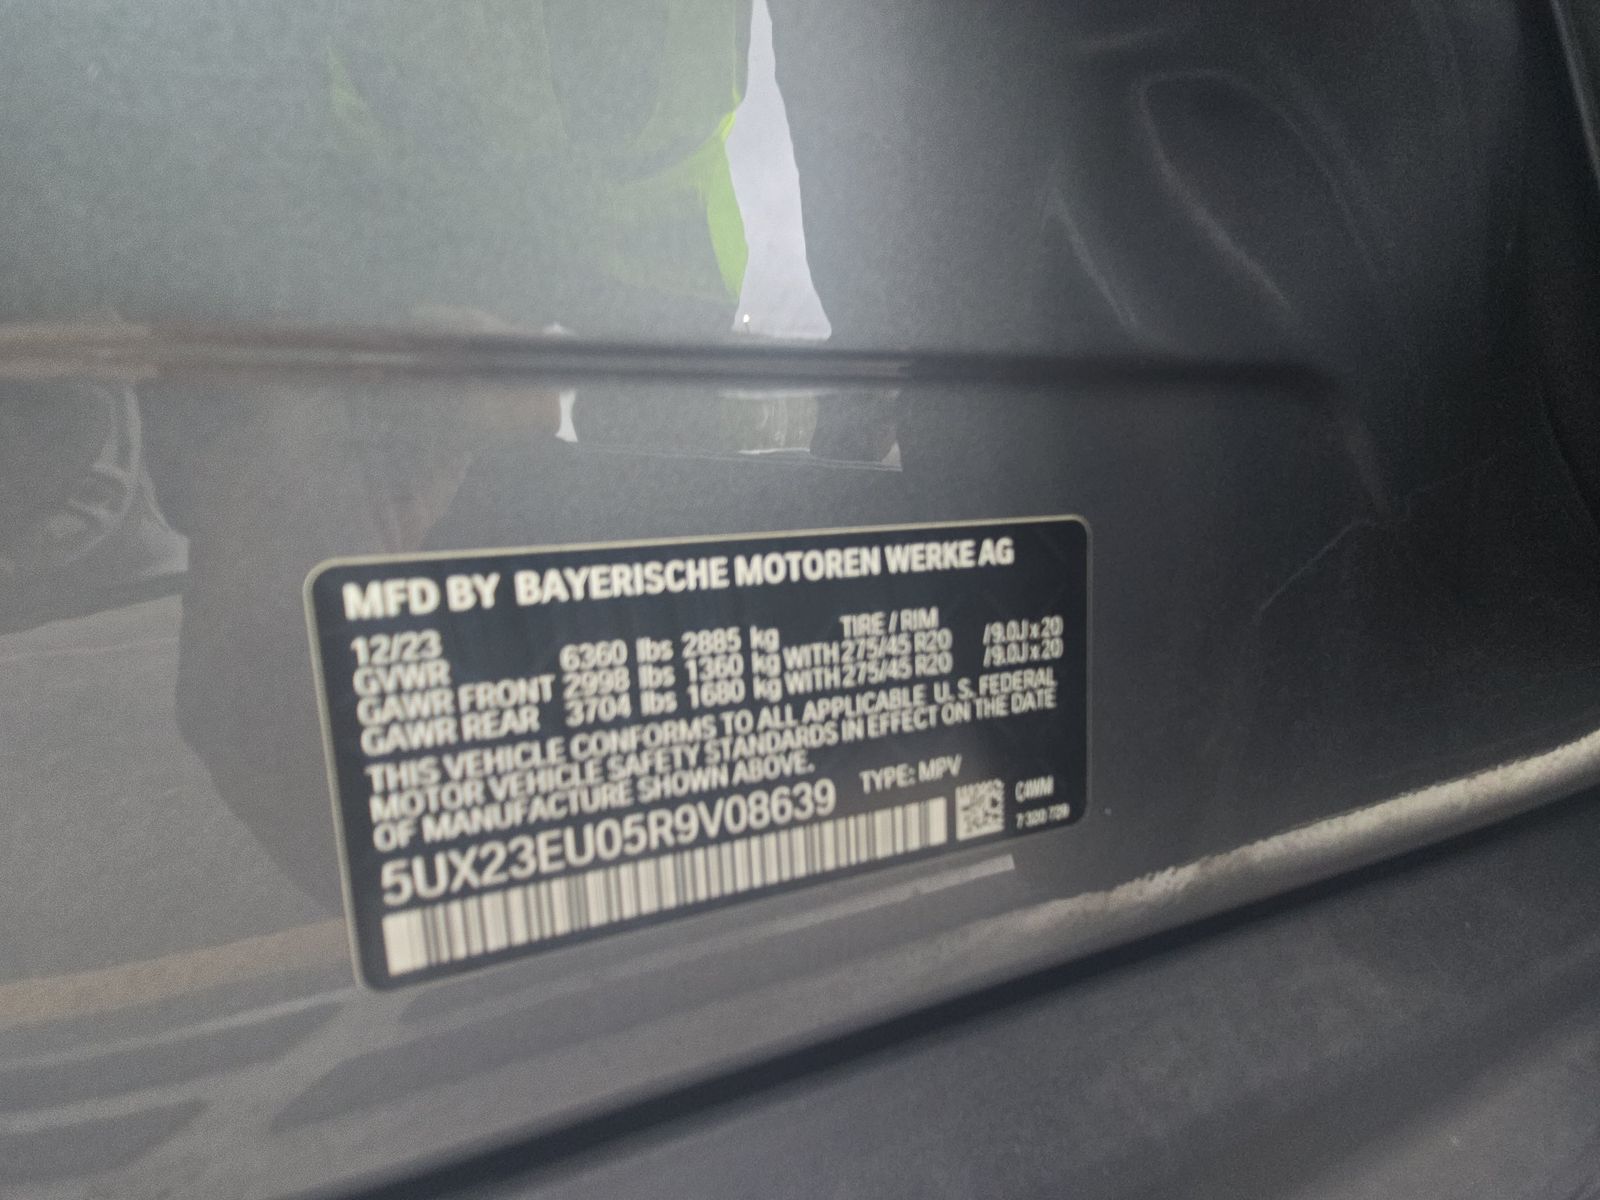 MFD BY BAYERISCHE MOTOREN WERKE AG
12/23 TIRE / RIM
GVWR 6360 lbs 2885 kg
GAWR FRONT 2998 lbs 1360 kg WITH 275/45 R20 /9.0J x 20
GAWR REAR 3704 lbs 1680 kg WITH 275/45 R20 /9.0J x 20
THIS VEHICLE CONFORMS TO ALL APPLICABLE U. S. FEDERAL
MOTOR VEHICLE SAFETY STANDARDS IN EFFECT ON THE DATE
OF MANUFACTURE SHOWN ABOVE.
5UX23EU05R9V08639 TYPE: MPV